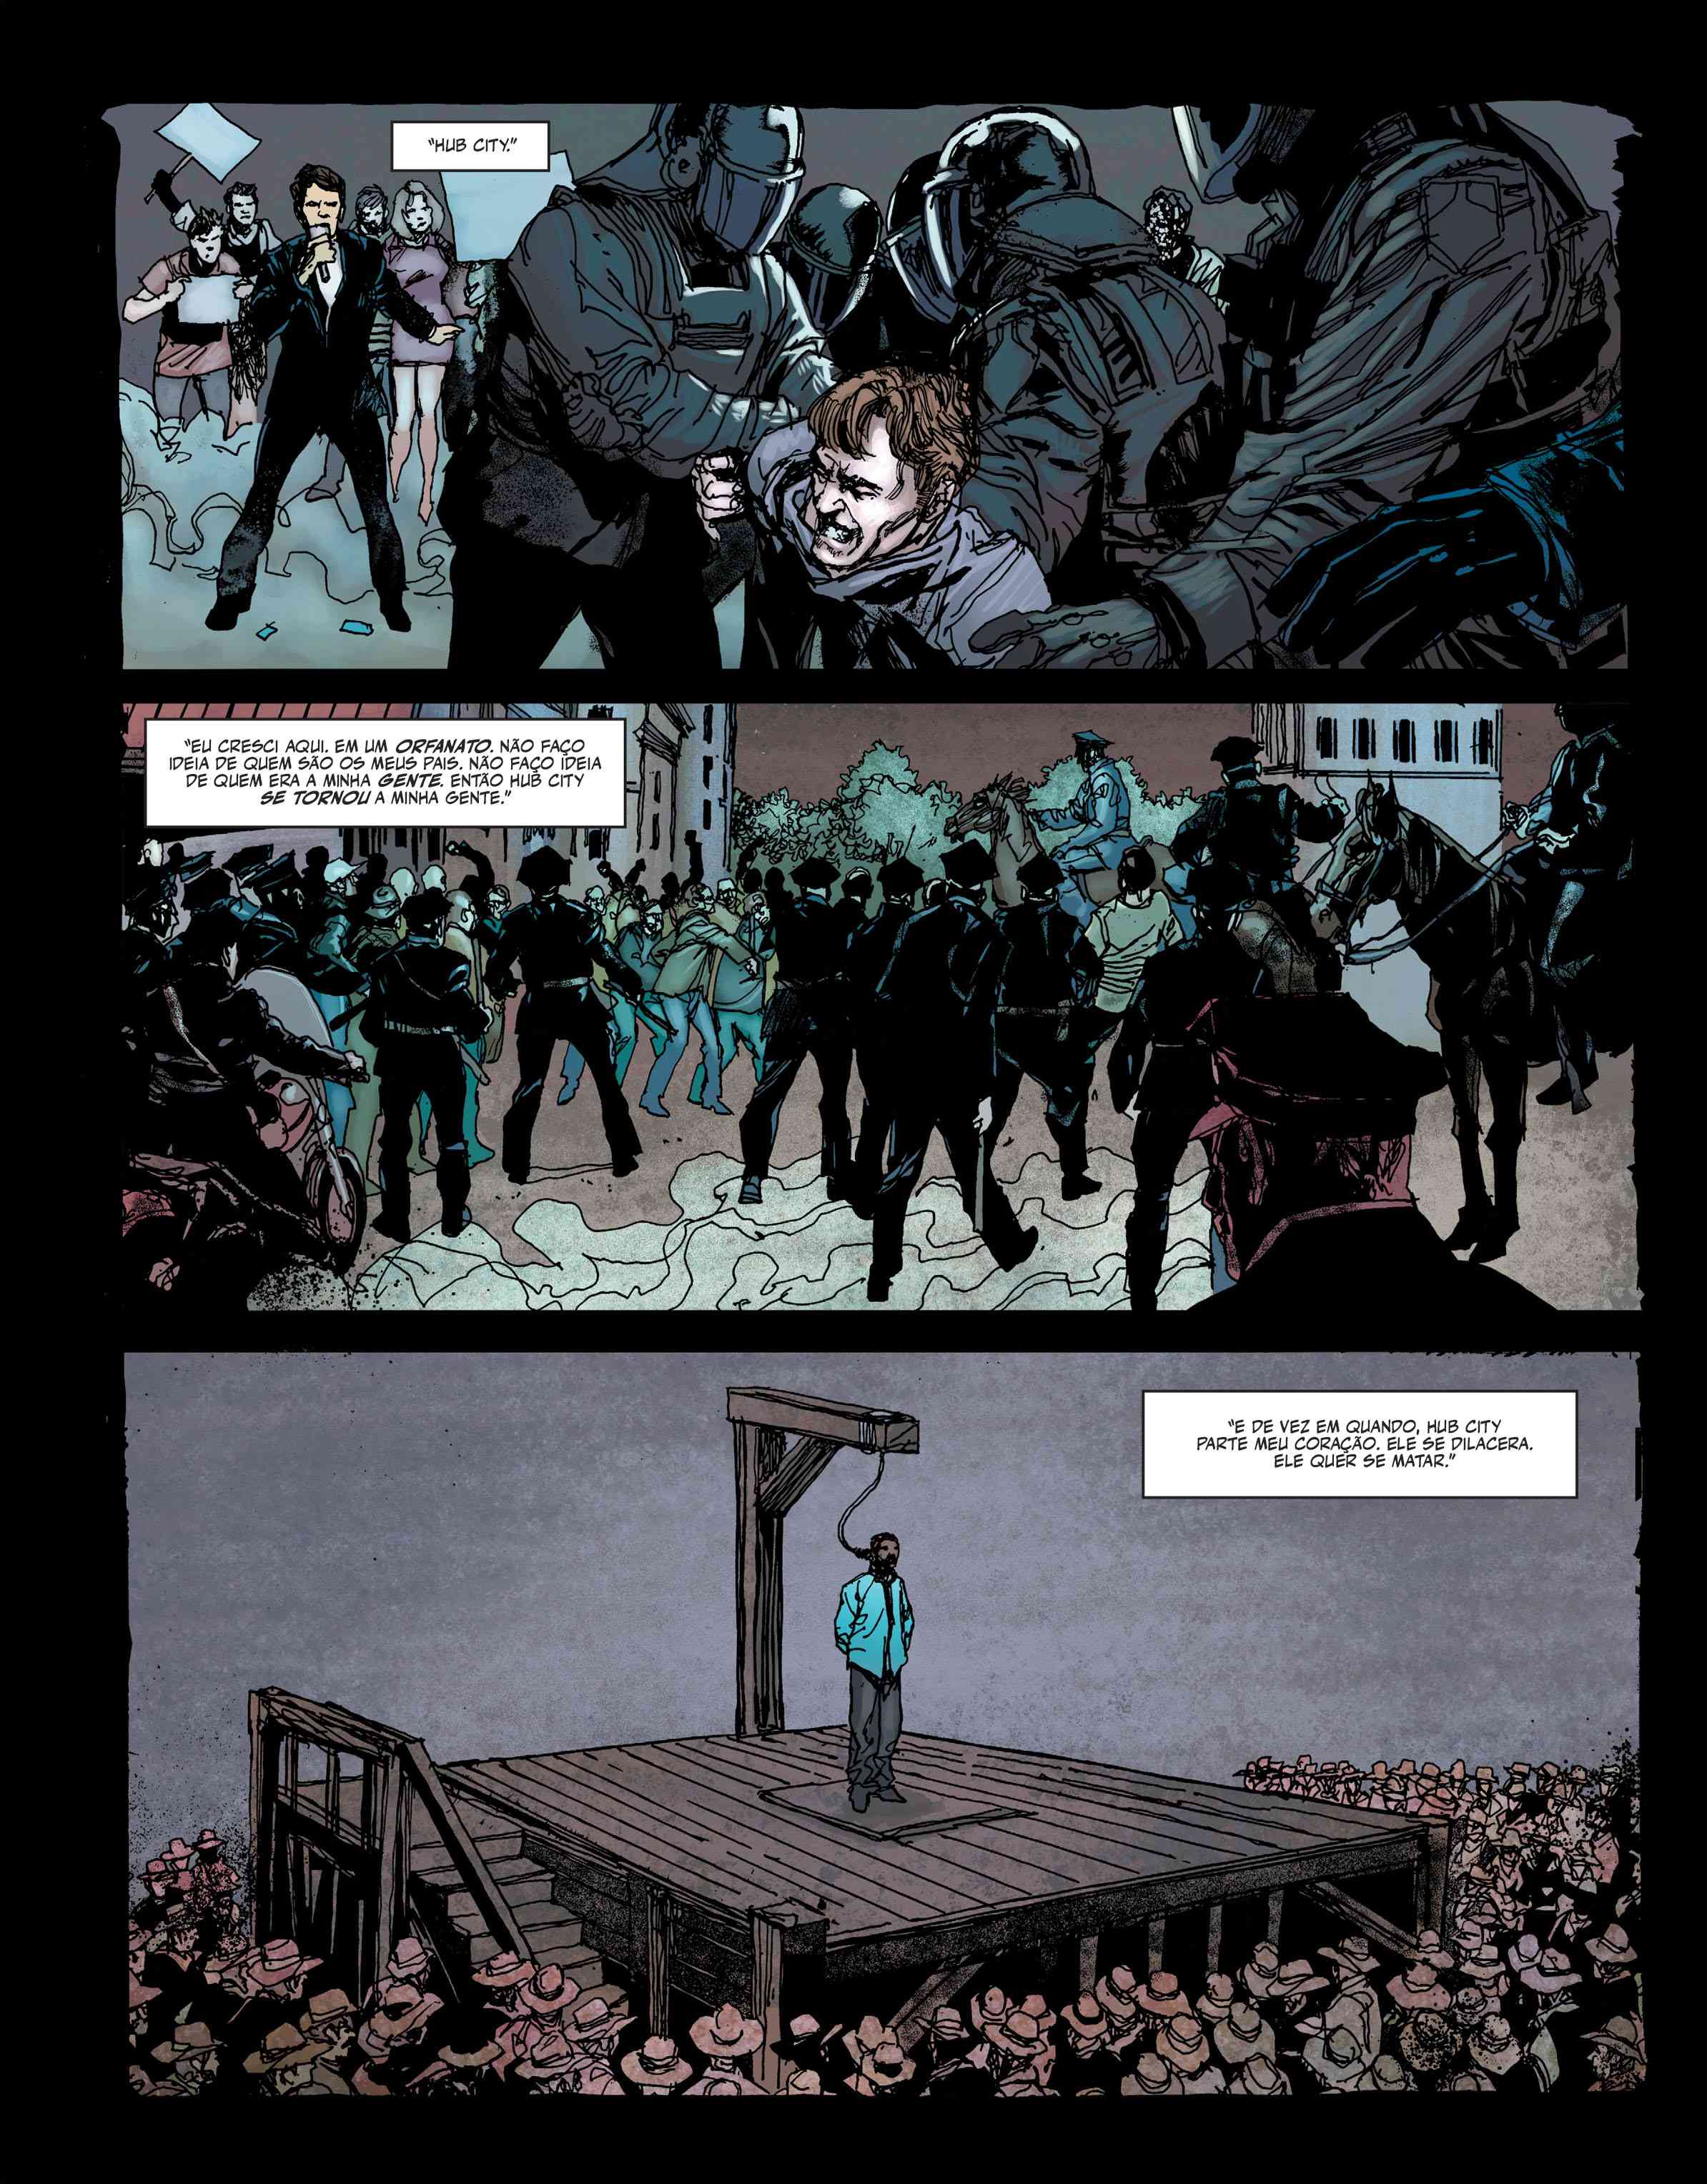 "HUB CITY."
"EU CRESCI AQUI. EM UM ORFANATO. NÃO FAÇO
IDEIA DE QUEM SÃO OS MEUS PAIS. NÃO FAÇO IDEIA
DE QUEM ERA A MINHA GENTE. ENTÃO HUB CITY
SE TORNOU A MINHA GENTE."
"E DE VEZ EM QUANDO, HUB CITY
PARTE MEU CORAÇÃO. ELE SE DILACERA.
ELE QUER SE MATAR."